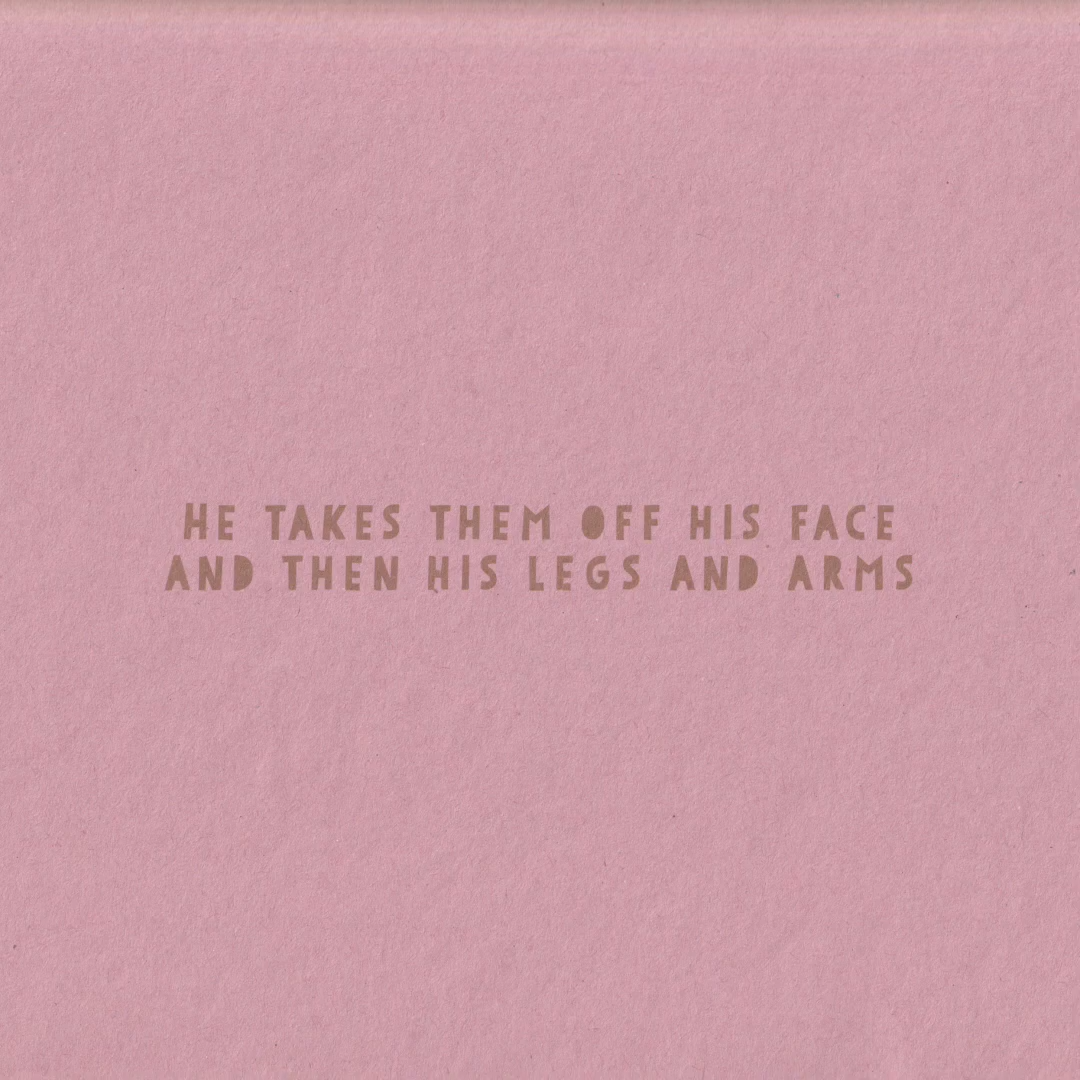 HE TAKES THEM OFF HIS FACE
AND THEN HIS LEGS AND ARMS